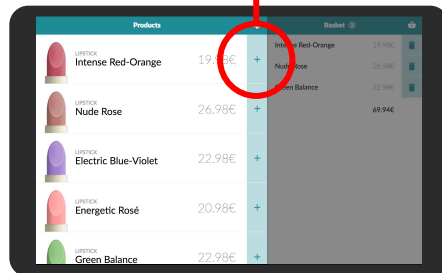 Products
LIPSTICK
Intense Red-Orange
19.98€
+
LIPSTICK
Nude Rose
26.98€
+
LIPSTICK
Electric Blue-Violet
22.98€
+
LIPSTICK
Energetic Rosé
20.98€
+
LIPSTICK
Green Balance
22.98€
+
Basket 3
Intense Red-Orange
19.98€
Nude Rose
26.98€
Green Balance
22.98€
69.94€